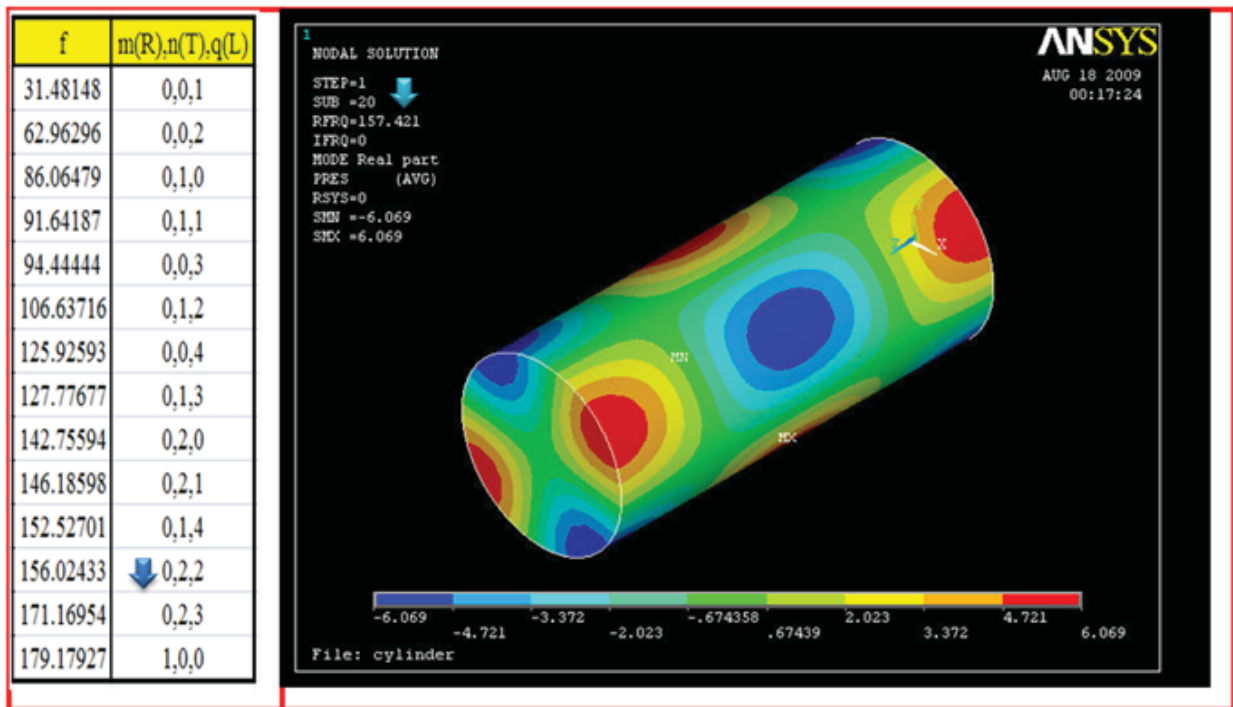 f m(R),n(T),q(L)
31.48148 0,0,1
62.96296 0,0,2
86.06479 0,1,0
91.64187 0,1,1
94.44444 0,0,3
106.63716 0,1,2
125.92593 0,0,4
127.77677 0,1,3
142.75594 0,2,0
146.18598 0,2,1
152.52701 0,1,4
156.02433 0,2,2
171.16954 0,2,3
179.17927 1,0,0
1
NODAL SOLUTION
STEP=1
SUB =20
RFRQ=157.421
IFRQ=0
MODE Real part
PRES (AVG)
RSYS=0
SMN =-6.069
SMX =6.069
ANSYS
AUG 18 2009
00:17:24
Y
Z X
MN
MX
-6.069 -3.372 -.674358 2.023 4.721
-4.721 -2.023 .67439 3.372 6.069
File: cylinder